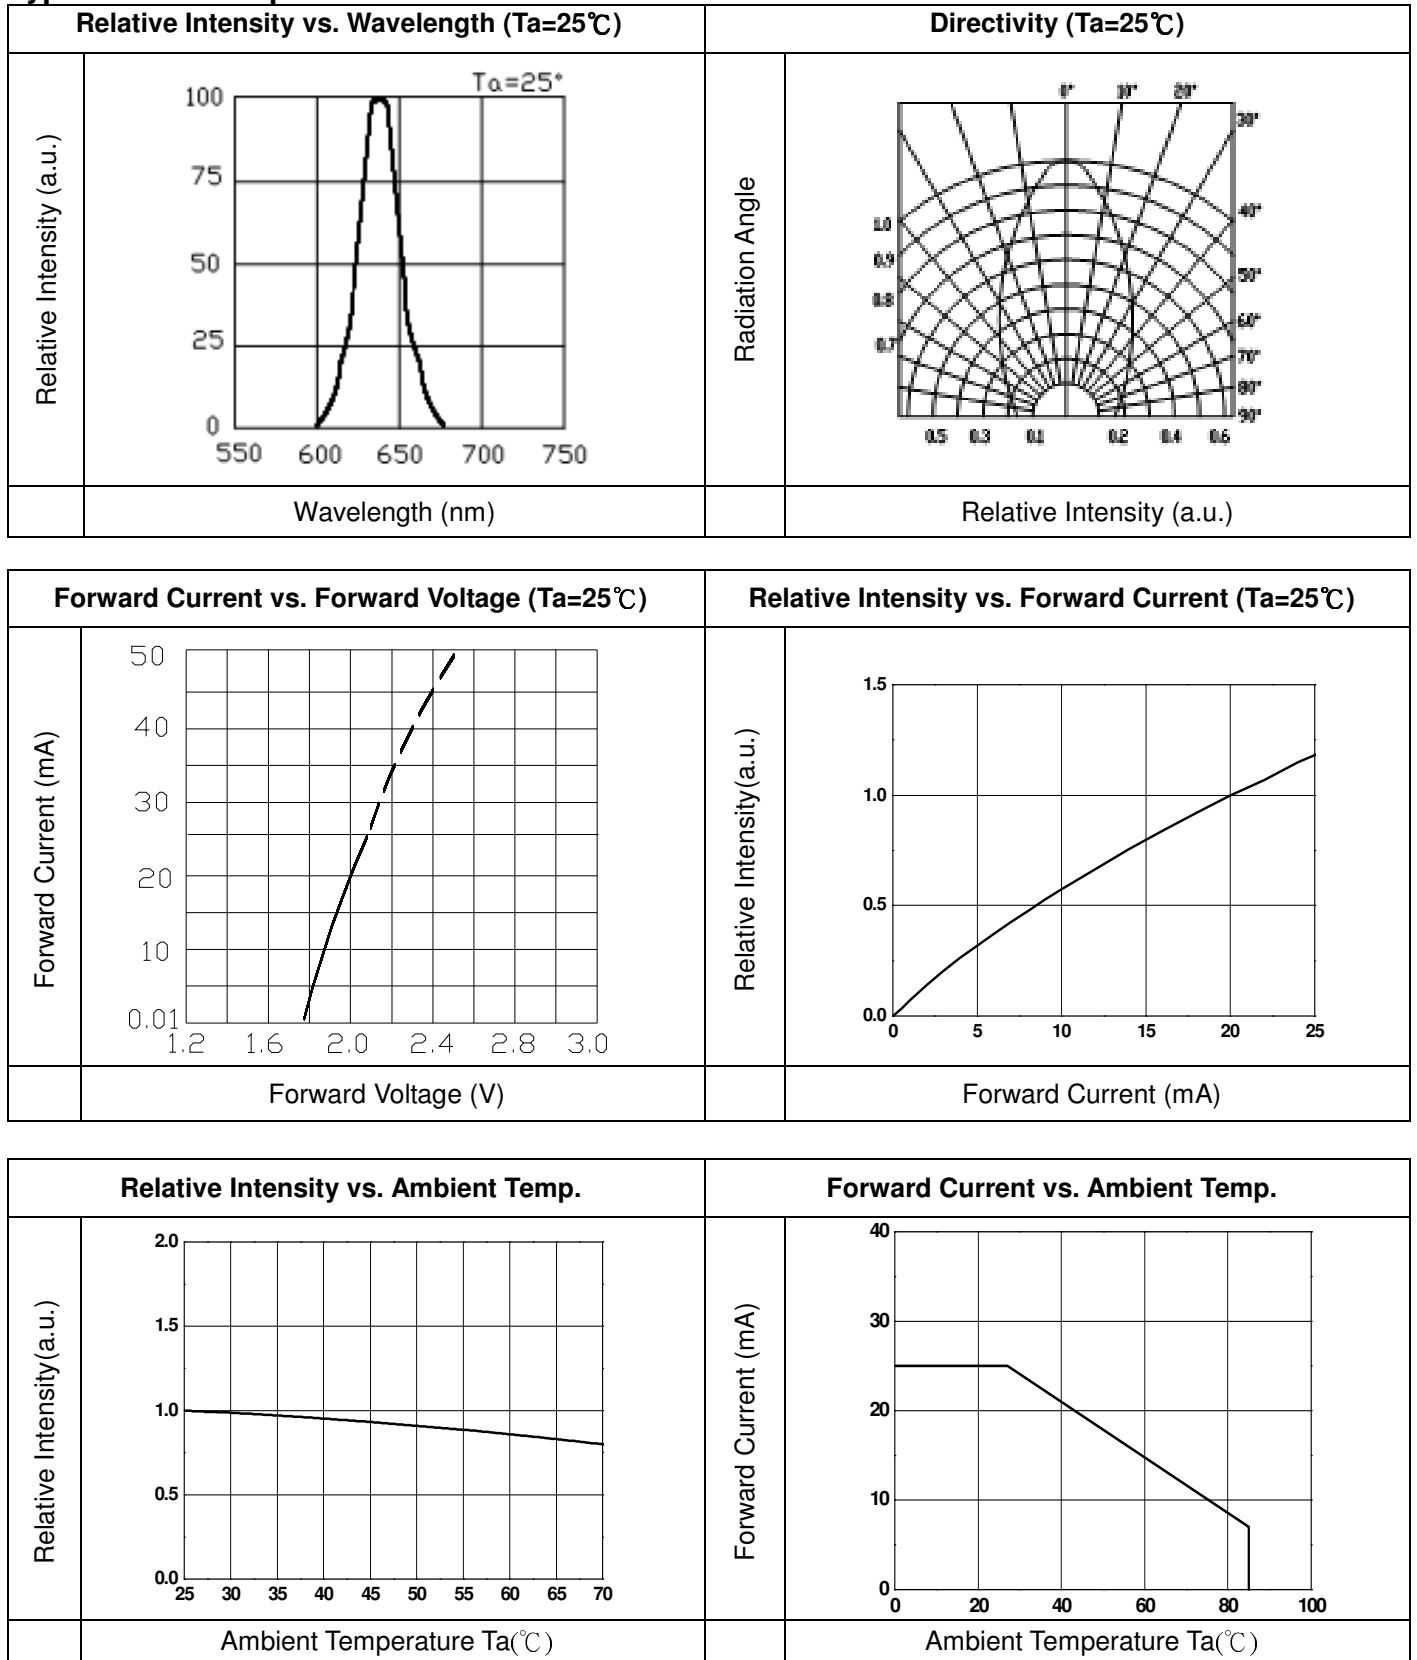 Relative Intensity vs. Wavelength (Ta=25℃)
Directivity (Ta=25℃)
Relative Intensity (a.u.)
Ta=25°
100
75
50
25
0
550 600 650 700 750
Wavelength (nm)
Radiation Angle
0° 10° 20°
30°
40°
50°
60°
70°
80°
90°
1.0
0.9
0.8
0.7
0.5 0.3 0.1 0.2 0.4 0.6
Relative Intensity (a.u.)
Forward Current vs. Forward Voltage (Ta=25℃)
Relative Intensity vs. Forward Current (Ta=25℃)
Forward Current (mA)
50
40
30
20
10
0.01
1.2 1.6 2.0 2.4 2.8 3.0
Forward Voltage (V)
Relative Intensity(a.u.)
1.5
1.0
0.5
0.0
0 5 10 15 20 25
Forward Current (mA)
Relative Intensity vs. Ambient Temp.
Forward Current vs. Ambient Temp.
Relative Intensity(a.u.)
2.0
1.5
1.0
0.5
0.0
25 30 35 40 45 50 55 60 65 70
Ambient Temperature Ta(℃)
Forward Current (mA)
40
30
20
10
0
0 20 40 60 80 100
Ambient Temperature Ta(℃)